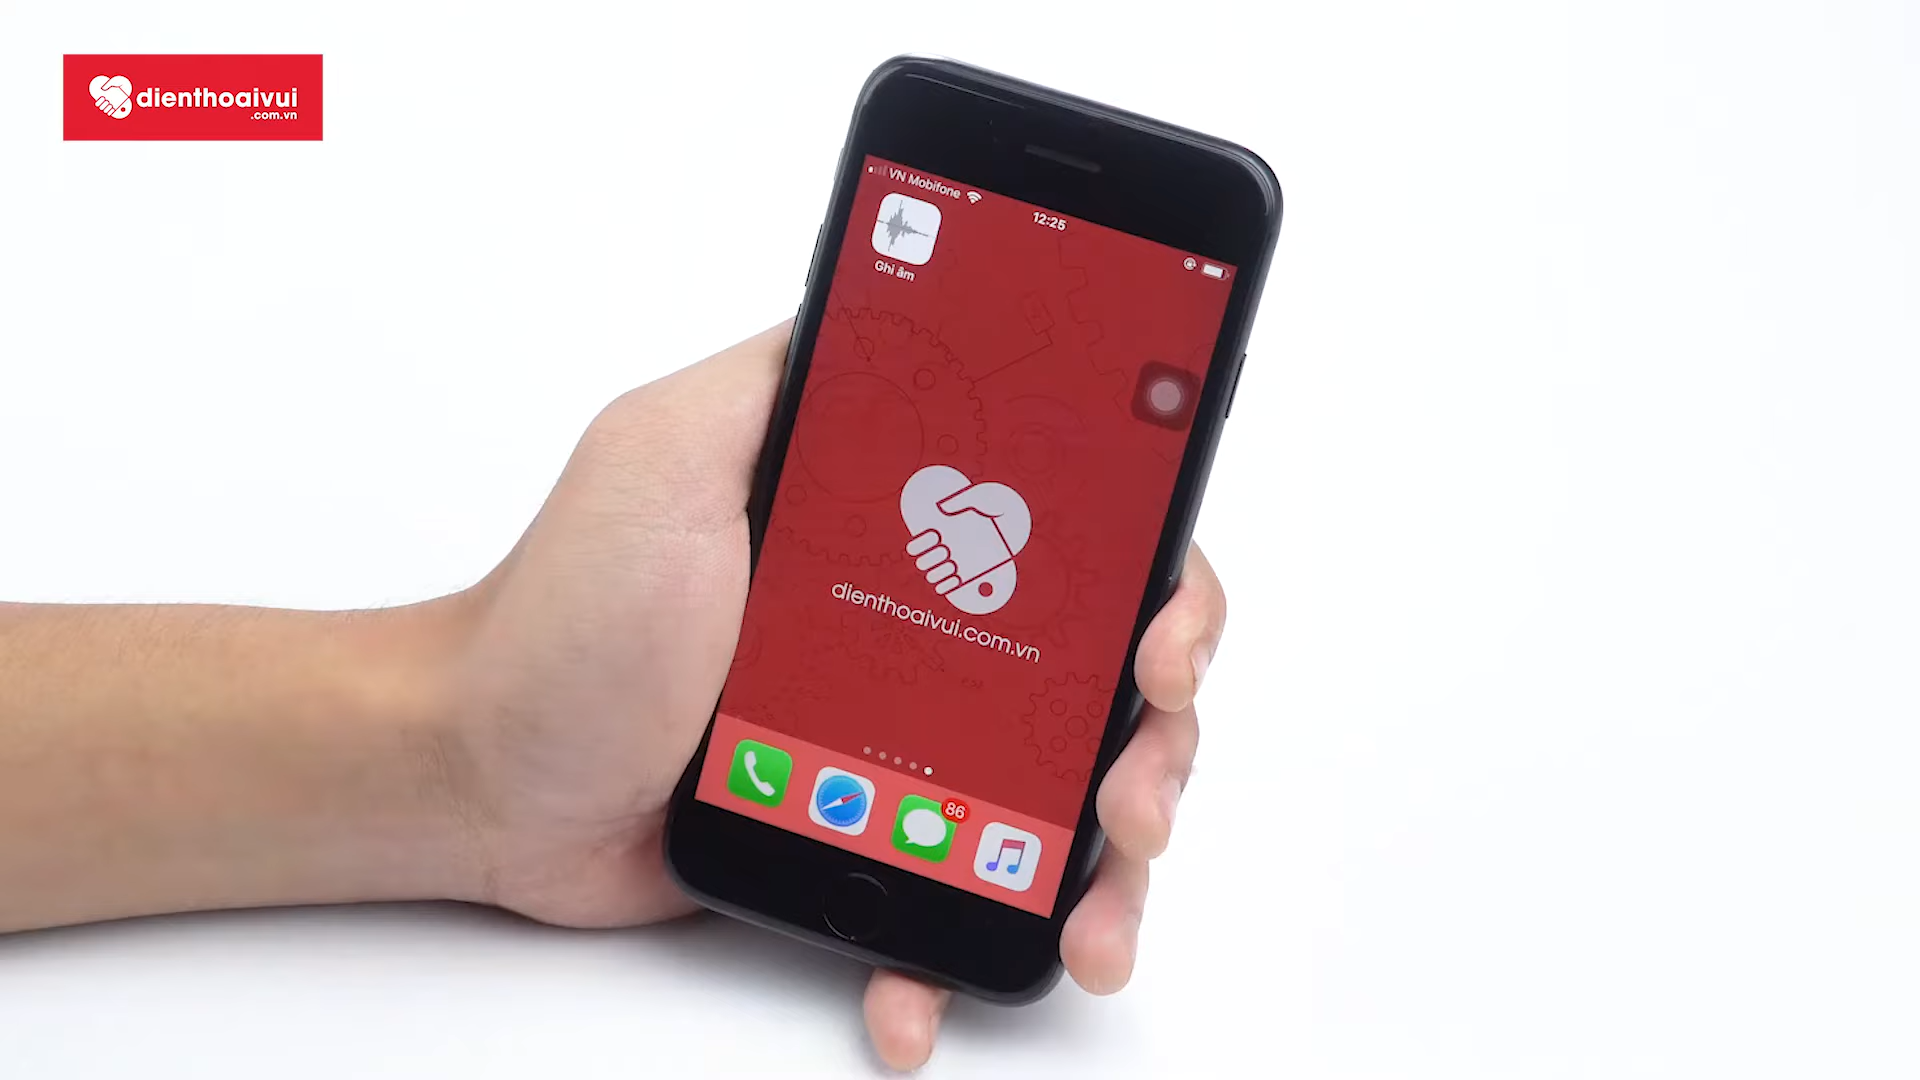 dienthoaivui
.com.vn
VN Mobifone
12:25
Ghi âm
dienthoaivui.com.vn
86